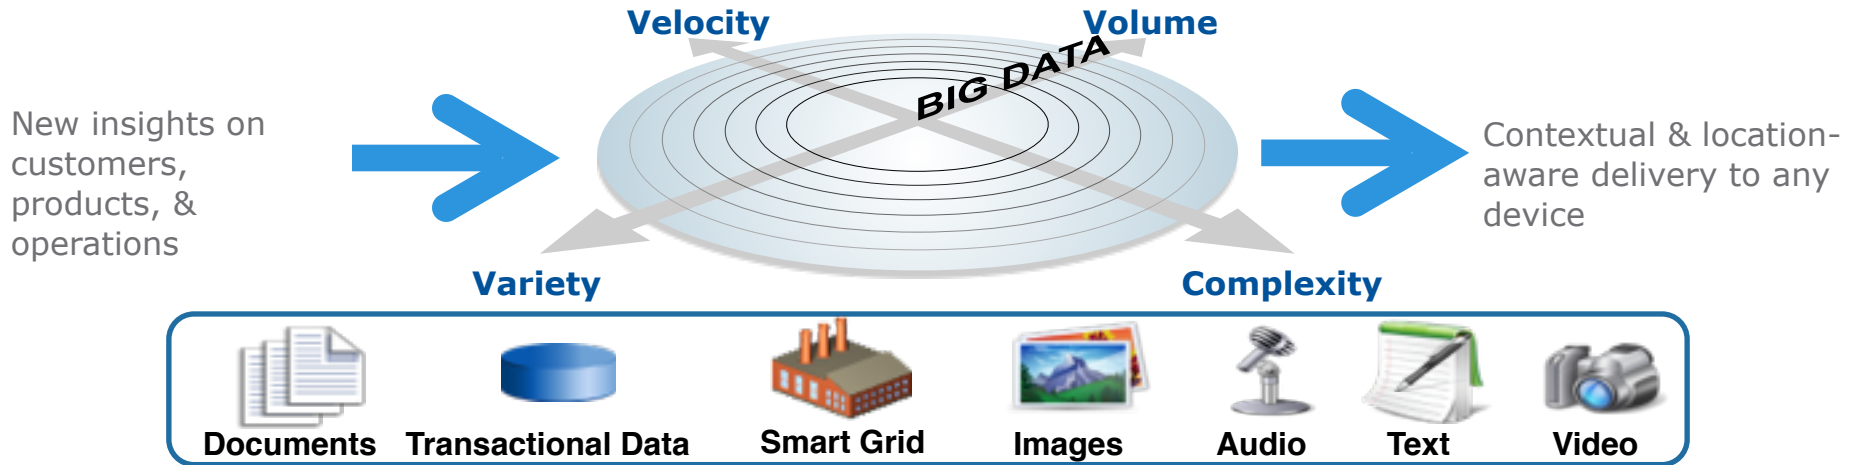 Velocity
Volume
BIG DATA
New insights on
customers,
products, &
operations
Contextual & location-
aware delivery to any
device
Variety
Complexity
Documents
Transactional Data
Smart Grid
Images
Audio
Text
Video